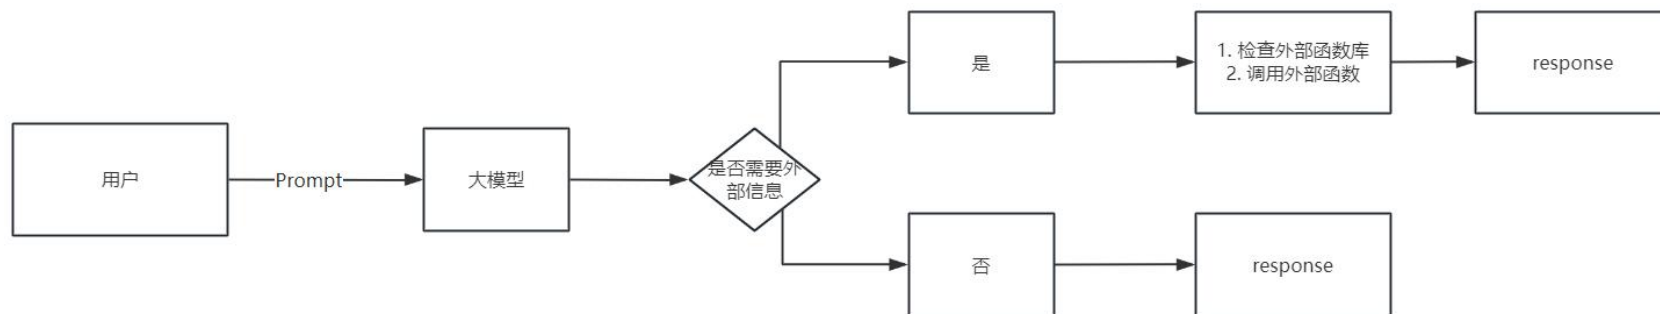 用户
Prompt
大模型
是否需要外
部信息
是
1. 检查外部函数库
2. 调用外部函数
response
否
response